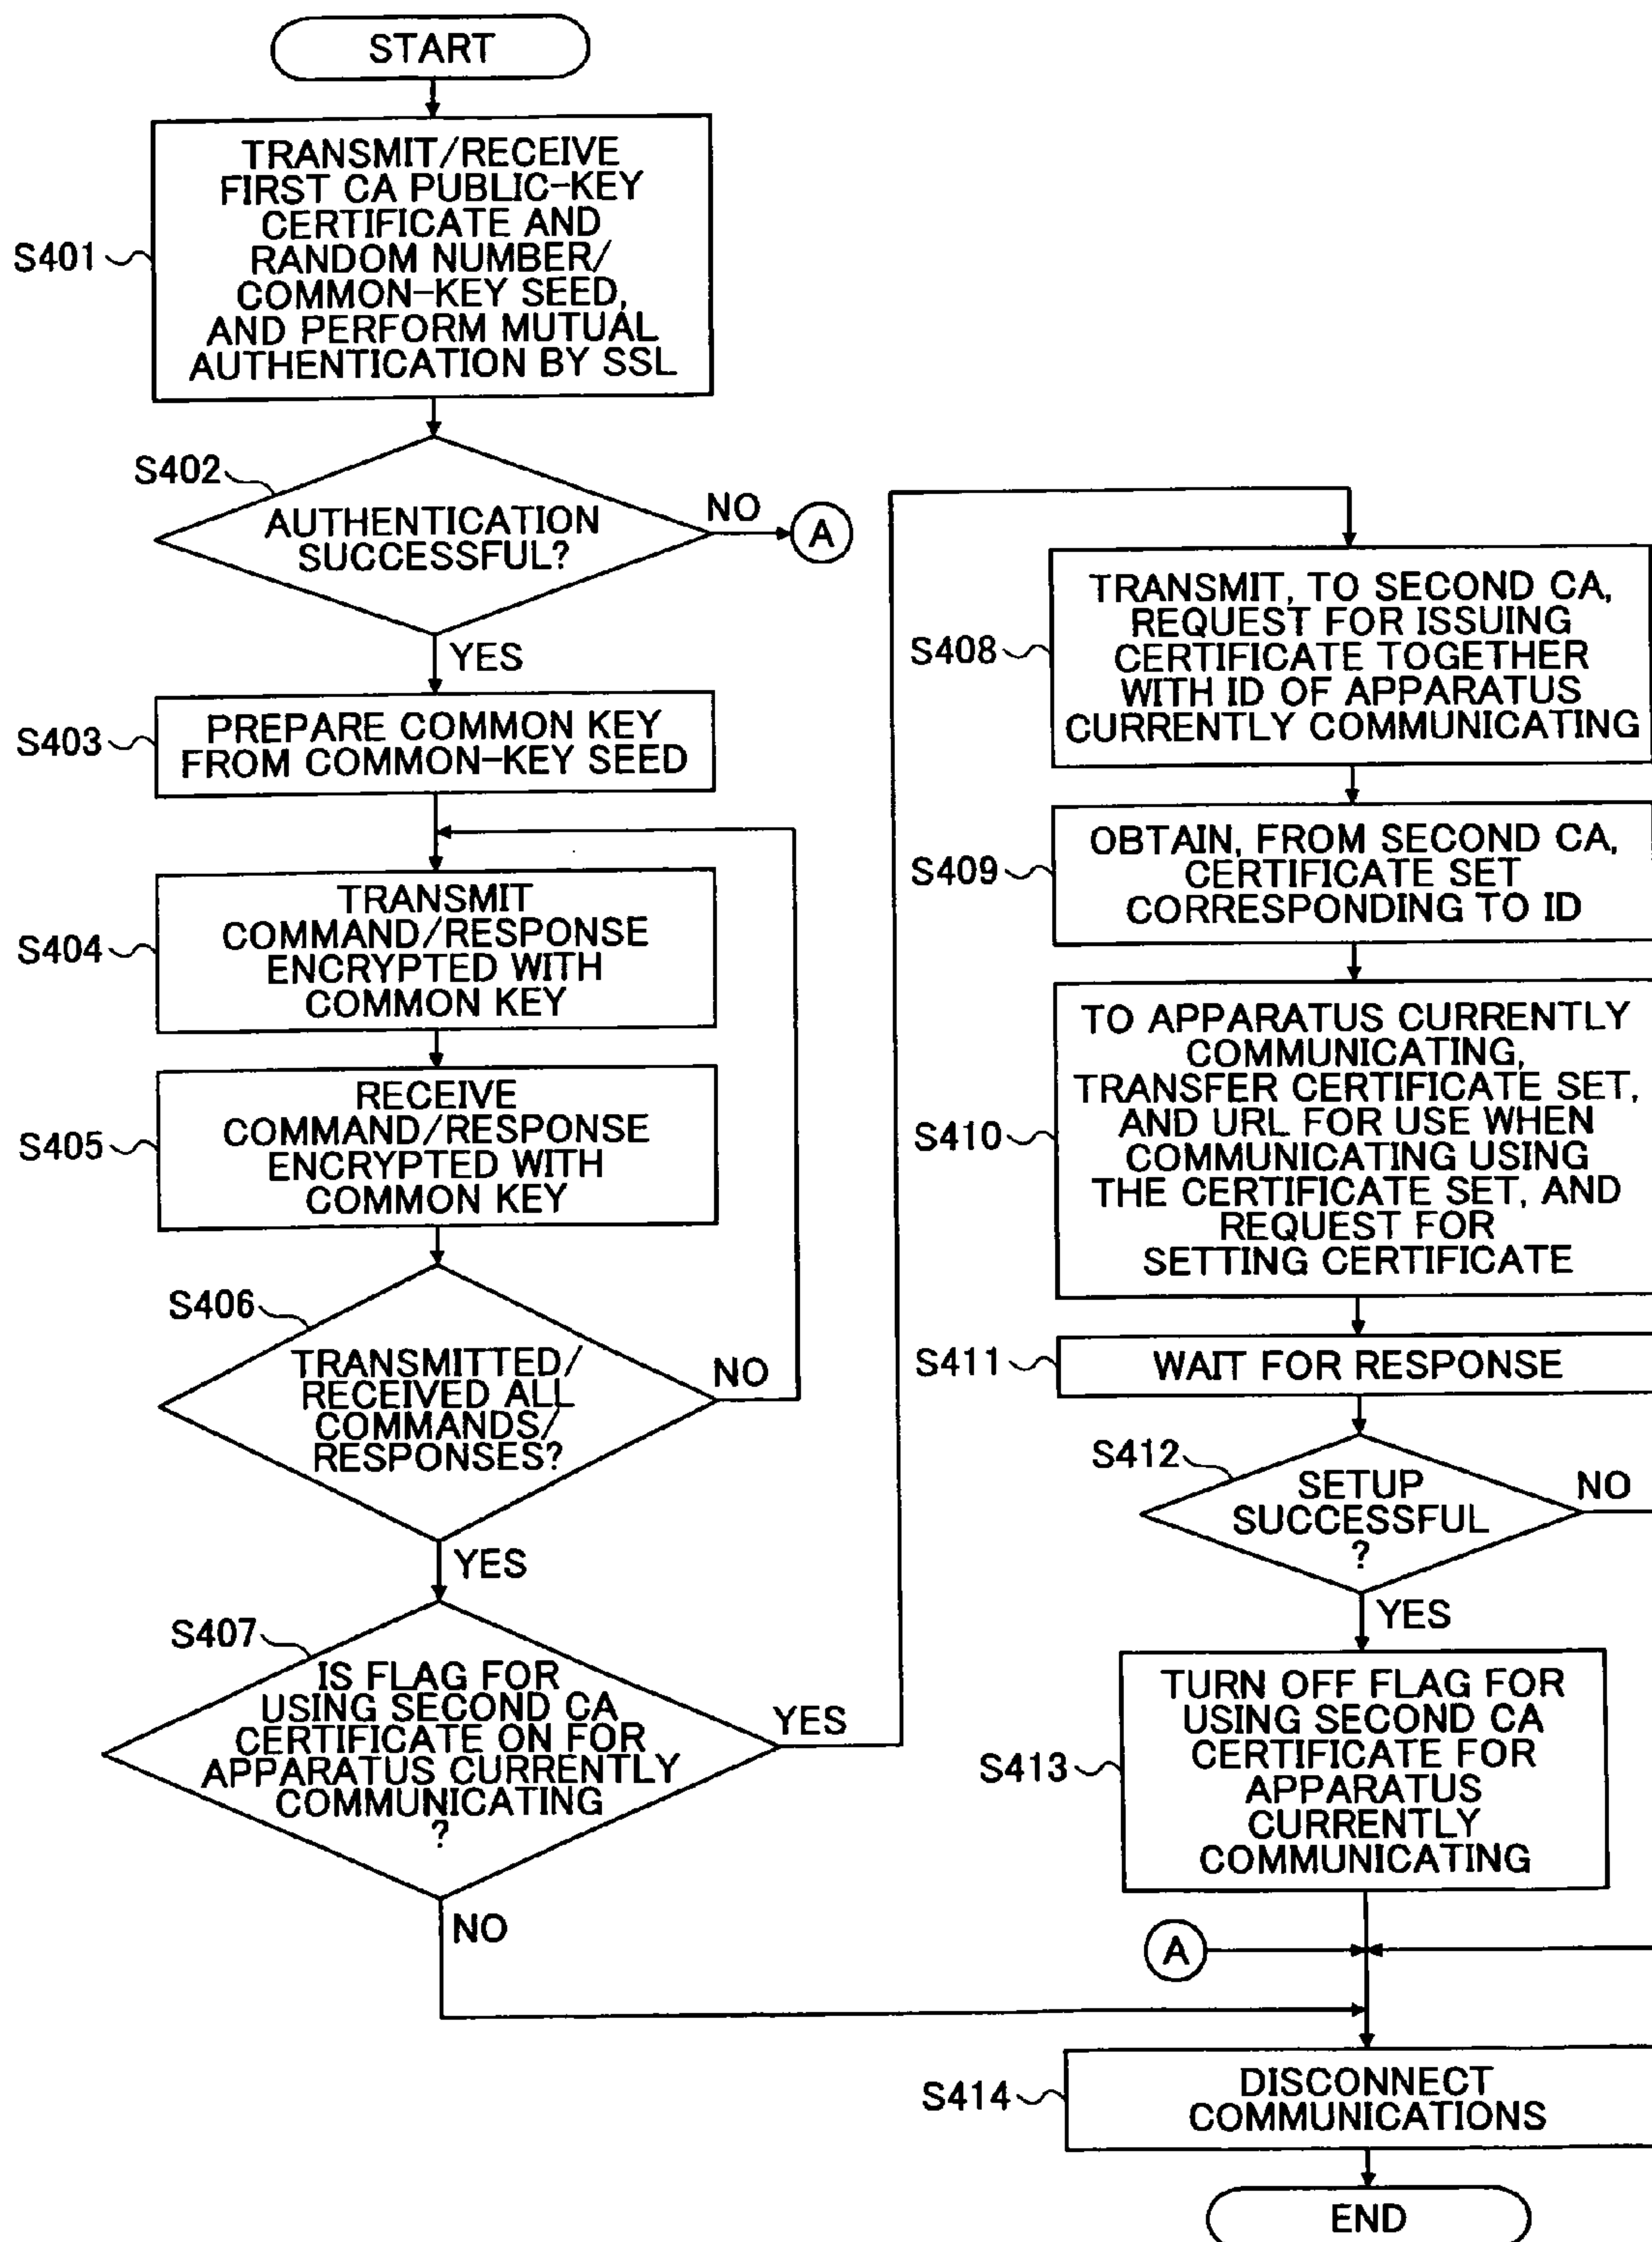 START
S401
TRANSMIT/RECEIVE
FIRST CA PUBLIC-KEY
CERTIFICATE AND
RANDOM NUMBER/
COMMON-KEY SEED,
AND PERFORM MUTUAL
AUTHENTICATION BY SSL
S402
AUTHENTICATION
SUCCESSFUL?
NO
A
YES
S403
PREPARE COMMON KEY
FROM COMMON-KEY SEED
S404
TRANSMIT
COMMAND/RESPONSE
ENCRYPTED WITH
COMMON KEY
S405
RECEIVE
COMMAND/RESPONSE
ENCRYPTED WITH
COMMON KEY
S406
TRANSMITTED/
RECEIVED ALL
COMMANDS/
RESPONSES?
NO
YES
S407
IS FLAG FOR
USING SECOND CA
CERTIFICATE ON FOR
APPARATUS CURRENTLY
COMMUNICATING
?
YES
NO
S408
TRANSMIT, TO SECOND CA,
REQUEST FOR ISSUING
CERTIFICATE TOGETHER
WITH ID OF APPARATUS
CURRENTLY COMMUNICATING
S409
OBTAIN, FROM SECOND CA,
CERTIFICATE SET
CORRESPONDING TO ID
S410
TO APPARATUS CURRENTLY
COMMUNICATING,
TRANSFER CERTIFICATE SET,
AND URL FOR USE WHEN
COMMUNICATING USING
THE CERTIFICATE SET, AND
REQUEST FOR
SETTING CERTIFICATE
S411
WAIT FOR RESPONSE
S412
SETUP
SUCCESSFUL
?
NO
YES
S413
TURN OFF FLAG FOR
USING SECOND CA
CERTIFICATE FOR
APPARATUS
CURRENTLY
COMMUNICATING
A
S414
DISCONNECT
COMMUNICATIONS
END